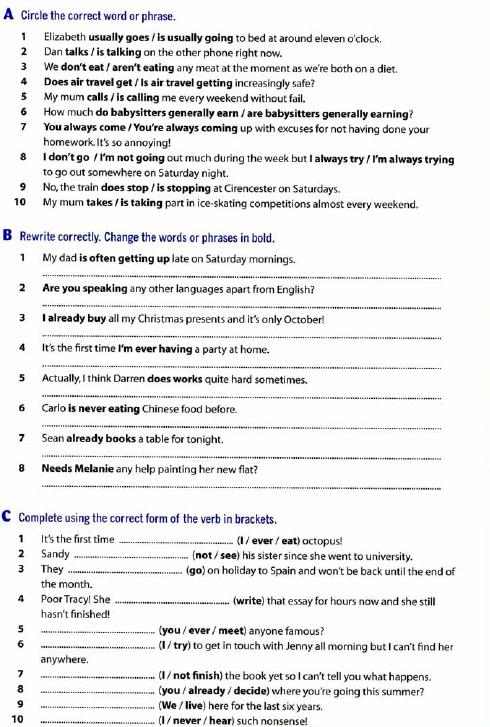 A Circle the correct word or phrase.
1 Elizabeth usually goes / is usually going to bed at around eleven o'clock.
2 Dan talks / is talking on the other phone right now.
3 We don't eat / aren't eating any meat at the moment as we're both on a diet.
4 Does air travel get / Is air travel getting increasingly safe?
5 My mum calls / is calling me every weekend without fail.
6 How much do babysitters generally earn / are babysitters generally earning?
7 You always come / You're always coming up with excuses for not having done your
homework. It's so annoying!
8 I don't go / I'm not going out much during the week but I always try / I'm always trying
to go out somewhere on Saturday night.
9 No, the train does stop / is stopping at Cirencester on Saturdays.
10 My mum takes / is taking part in ice-skating competitions almost every weekend.
B Rewrite correctly. Change the words or phrases in bold.
1 My dad is often getting up late on Saturday mornings.
2 Are you speaking any other languages apart from English?
3 I already buy all my Christmas presents and it's only October!
4 It's the first time I'm ever having a party at home.
5 Actually, I think Darren does works quite hard sometimes.
6 Carlo is never eating Chinese food before.
7 Sean already books a table for tonight.
8 Needs Melanie any help painting her new flat?
C Complete using the correct form of the verb in brackets.
1 It's the first time .................................... (I / ever / eat) octopus!
2 Sandy .................................... (not / see) his sister since she went to university.
3 They .................................... (go) on holiday to Spain and won't be back until the end of
the month.
4 Poor Tracy! She .................................... (write) that essay for hours now and she still
hasn't finished!
5 .................................... (you / ever / meet) anyone famous?
6 .................................... (I / try) to get in touch with Jenny all morning but I can't find her
anywhere.
7 .................................... (I / not finish) the book yet so I can't tell you what happens.
8 .................................... (you / already / decide) where you're going this summer?
9 .................................... (We / live) here for the last six years.
10 .................................... (I / never / hear) such nonsense!